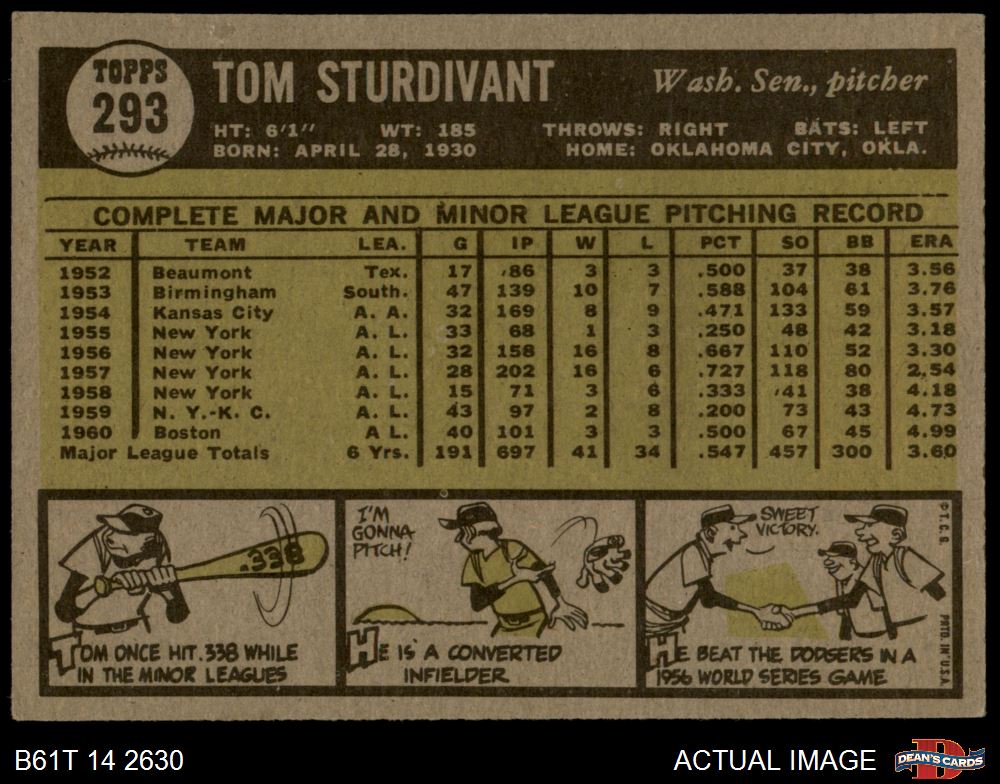 TOPPS
293
TOM STURDIVANT
Wash. Sen., pitcher
HT: 6'1" WT: 185 THROWS: RIGHT BATS: LEFT
BORN: APRIL 28, 1930 HOME: OKLAHOMA CITY, OKLA.
COMPLETE MAJOR AND MINOR LEAGUE PITCHING RECORD
YEAR TEAM LEA. G IP W L PCT SO BB ERA
1952 Beaumont Tex. 17 86 3 3 .500 37 38 3.56
1953 Birmingham South. 47 139 10 7 .588 104 61 3.76
1954 Kansas City A. A. 32 169 8 9 .471 133 59 3.57
1955 New York A. L. 33 68 1 3 .250 48 42 3.18
1956 New York A. L. 32 158 16 8 .667 110 52 3.30
1957 New York A. L. 28 202 16 6 .727 118 80 2.54
1958 New York A. L. 15 71 3 6 .333 41 38 4.18
1959 N. Y.-K. C. A. L. 43 97 2 8 .200 73 43 4.73
1960 Boston A L. 40 101 3 3 .500 67 45 4.99
Major League Totals 6 Yrs. 191 697 41 34 .547 457 300 3.60
.338
TOM ONCE HIT .338 WHILE
IN THE MINOR LEAGUES
I'M
GONNA
PITCH!
HE IS A CONVERTED
INFIELDER
SWEET
VICTORY.
HE BEAT THE DODGERS IN A
1956 WORLD SERIES GAME
©T.C.G. PRTD. IN U.S.A.
B61T 14 2630
ACTUAL IMAGE
D
DEAN'S CARDS